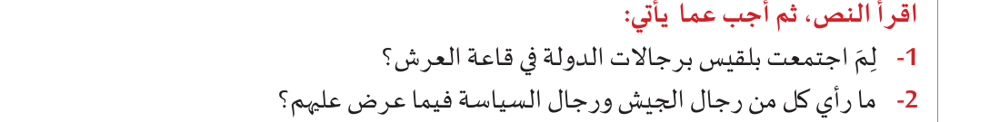 اقرأ النص، ثم أجب عما يأتي:
1- لِمَ اجتمعت بلقيس برجالات الدولة في قاعة العرش؟
2- ما رأي كل من رجال الجيش ورجال السياسة فيما عرض عليهم؟